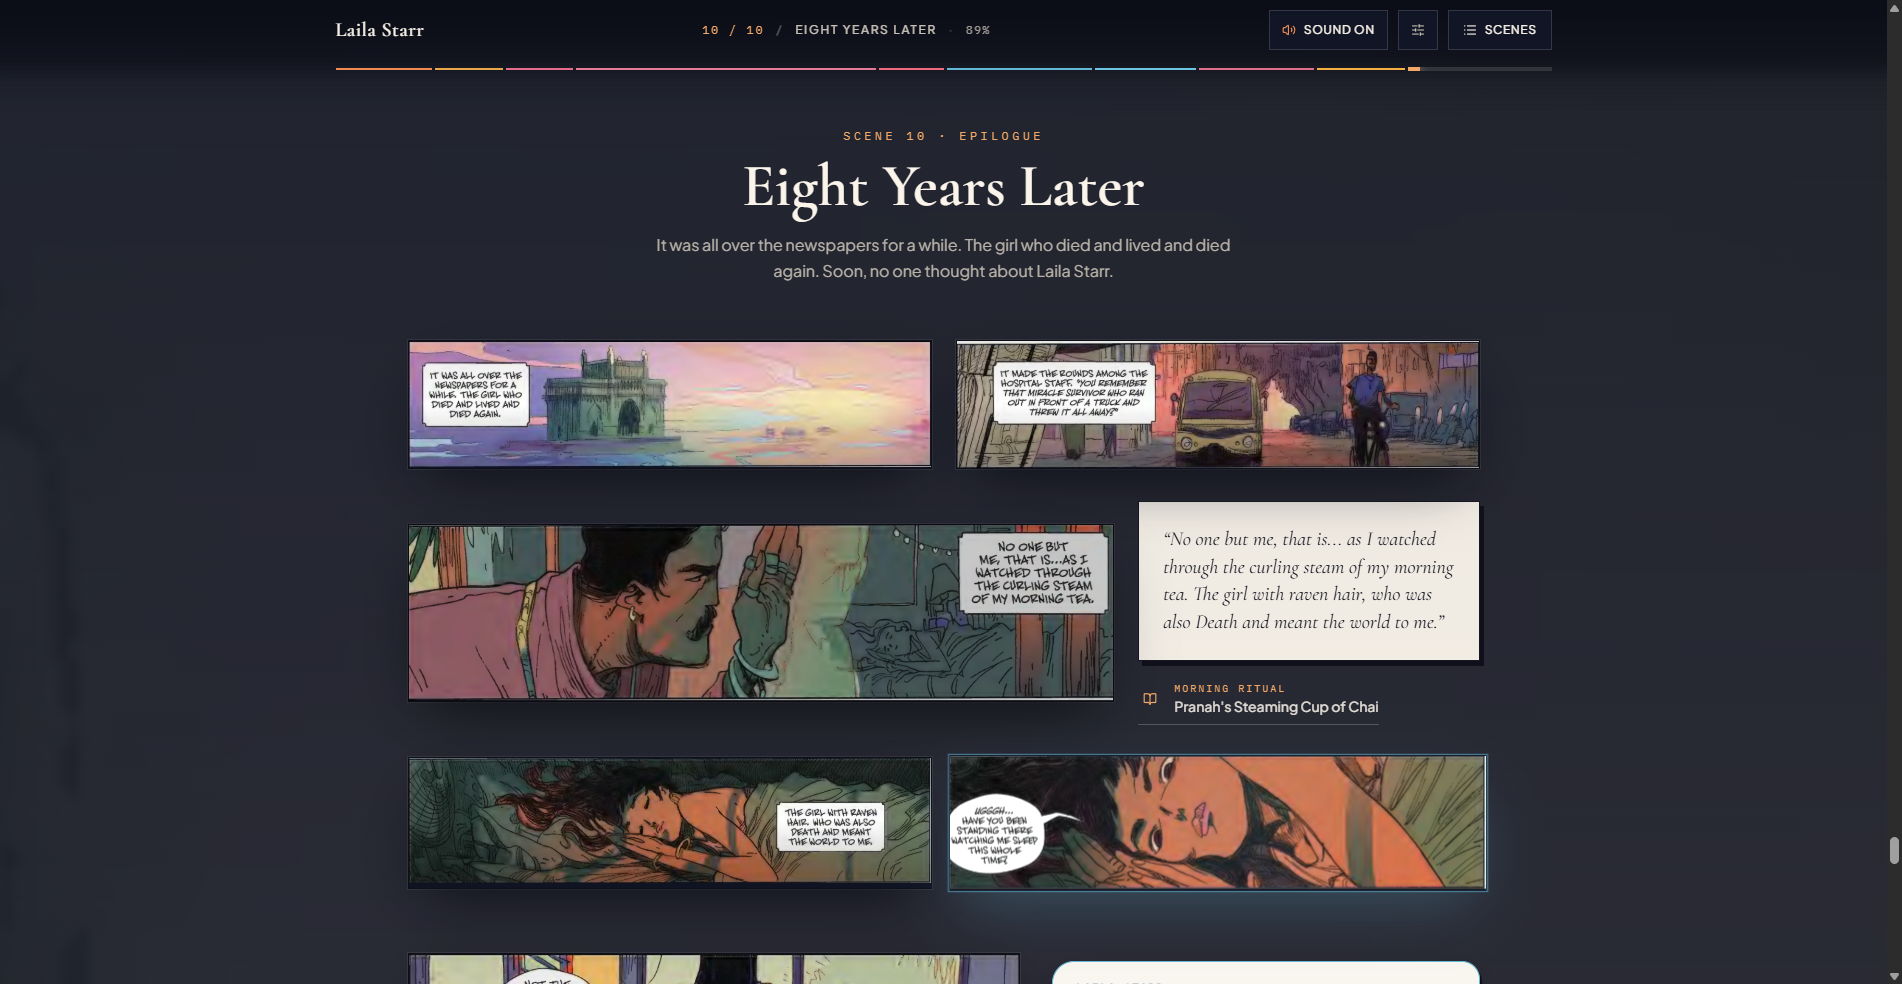 Laila Starr
10 / 10 / EIGHT YEARS LATER · 89%
SOUND ON
SCENES
SCENE 10 · EPILOGUE
Eight Years Later
It was all over the newspapers for a while. The girl who died and lived and died
again. Soon, no one thought about Laila Starr.
IT WAS ALL OVER THE
NEWSPAPERS FOR A
WHILE. THE GIRL WHO
DIED AND LIVED AND
DIED AGAIN.
IT MADE THE ROUNDS AMONG THE
HOSPITAL STAFF. "YOU REMEMBER
THAT MIRACLE SURVIVOR WHO RAN
OUT IN FRONT OF A TRUCK AND
THREW IT ALL AWAY?"
NO ONE BUT
ME, THAT IS...AS I
WATCHED THROUGH
THE CURLING STEAM
OF MY MORNING TEA.
“No one but me, that is... as I watched
through the curling steam of my morning
tea. The girl with raven hair, who was
also Death and meant the world to me.”
MORNING RITUAL
Pranah's Steaming Cup of Chai
THE GIRL WITH RAVEN
HAIR. WHO WAS ALSO
DEATH AND MEANT
THE WORLD TO ME.
UGGGH...
HAVE YOU BEEN
STANDING THERE
WATCHING ME SLEEP
THIS WHOLE
TIME?
NOT THE